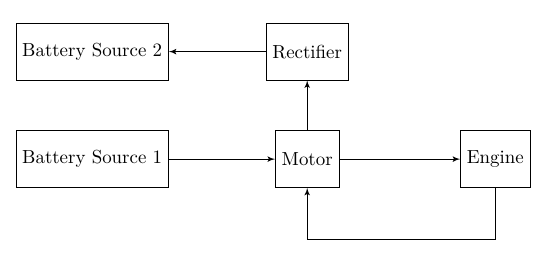 Battery Source 2
Rectifier
Battery Source 1
Motor
Engine